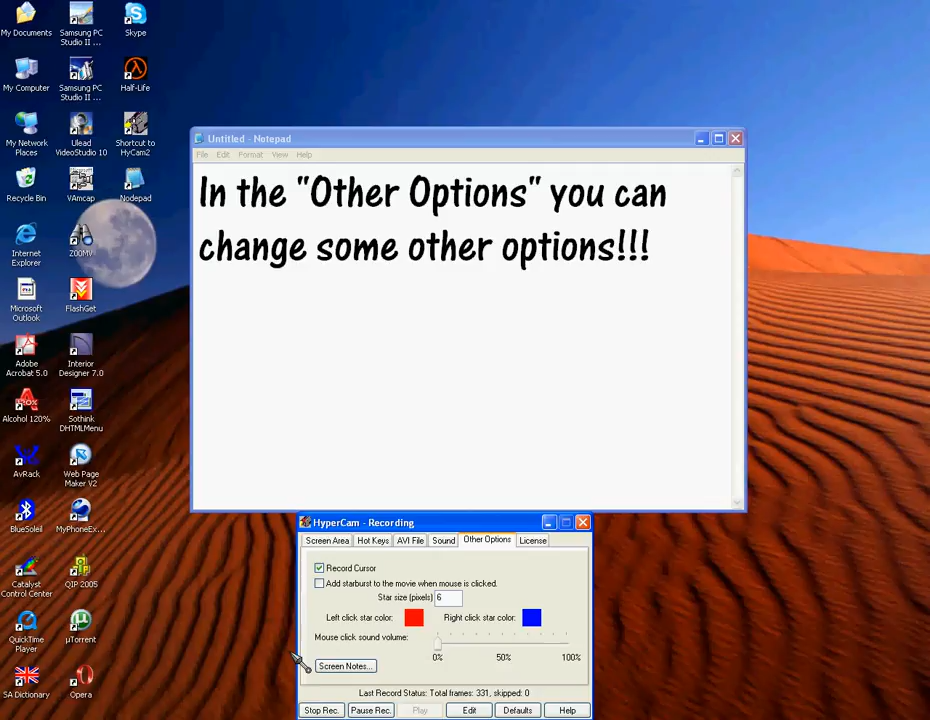 My Documents
Samsung PC
Studio II ...
Skype
My Computer
Samsung PC
Studio II ...
Half-Life
My Network
Places
Ulead
VideoStudio 10
Shortcut to
HyCam2
Recycle Bin
VAmcap
Notepad
Internet
Explorer
ZOOMV
Microsoft
Outlook
FlashGet
Adobe
Acrobat 5.0
Interior
Designer 7.0
Alcohol 120%
Sothink
DHTMLMenu
AvRack
Web Page
Maker V2
BlueSoleil
MyPhoneEx...
Catalyst
Control Center
QIP 2005
QuickTime
Player
µTorrent
SA Dictionary
Opera
Untitled - Notepad
File Edit Format View Help
In the "Other Options" you can
change some other options!!!
HyperCam - Recording
Screen Area Hot Keys AVI File Sound Other Options License
Record Cursor
Add starburst to the movie when mouse is clicked.
Star size (pixels) 6
Left click star color: Right click star color:
Mouse click sound volume:
0% 50% 100%
Screen Notes...
Last Record Status: Total frames: 331, skipped: 0
Stop Rec. Pause Rec. Play Edit Defaults Help